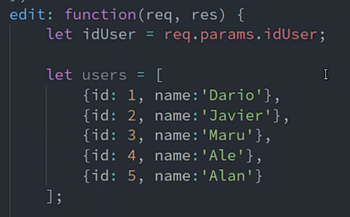 edit: function(req, res) {
let idUser = req.params.idUser;
let users = [
{id: 1, name:'Dario'},
{id: 2, name:'Javier'},
{id: 3, name:'Maru'},
{id: 4, name:'Ale'},
{id: 5, name:'Alan'}
];